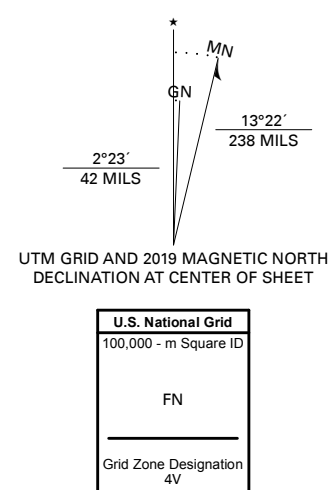 ★
MN
GN
13°22´
238 MILS
2°23´
42 MILS
UTM GRID AND 2019 MAGNETIC NORTH
DECLINATION AT CENTER OF SHEET
U.S. National Grid
100,000 - m Square ID
FN
Grid Zone Designation
4V